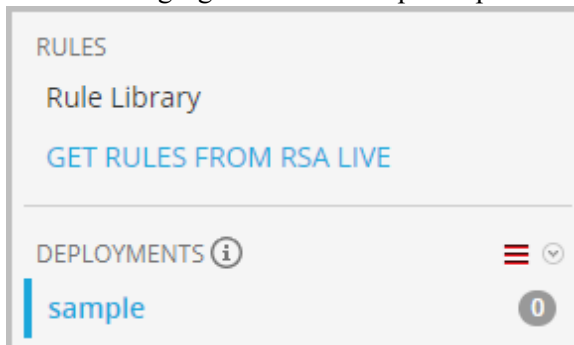 RULES
Rule Library
GET RULES FROM RSA LIVE
DEPLOYMENTS i
sample 0